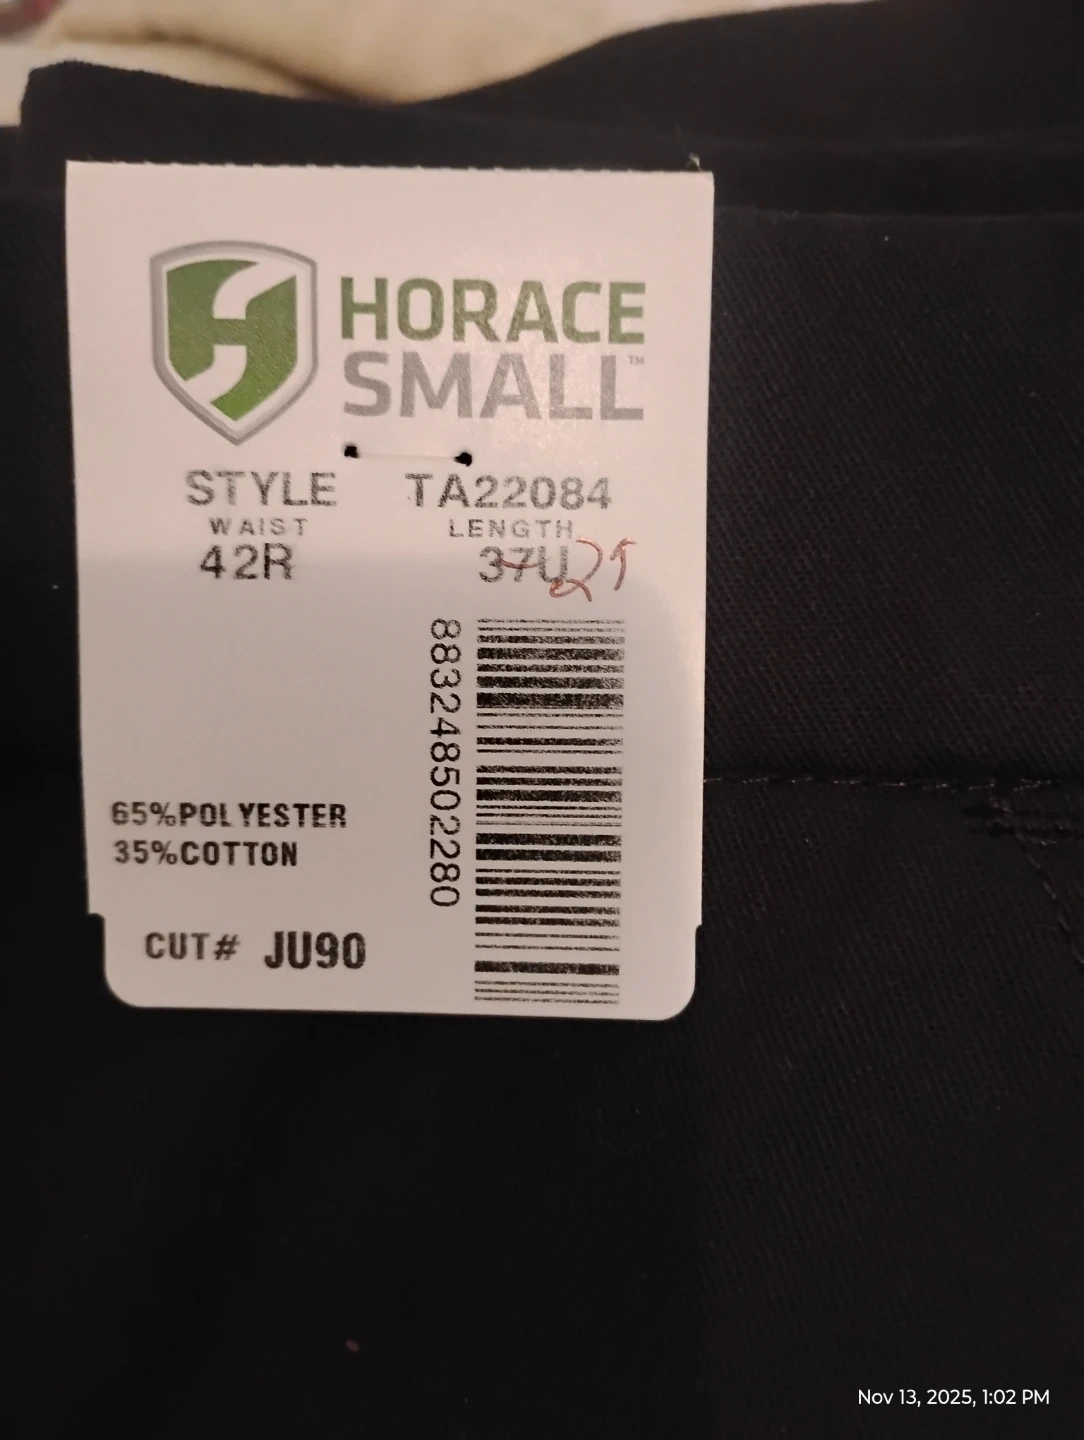 HORACE
SMALL™
STYLE TA22084
WAIST LENGTH
42R 37U
883248502280
65%POLYESTER
35%COTTON
CUT# JU90
Nov 13, 2025, 1:02 PM